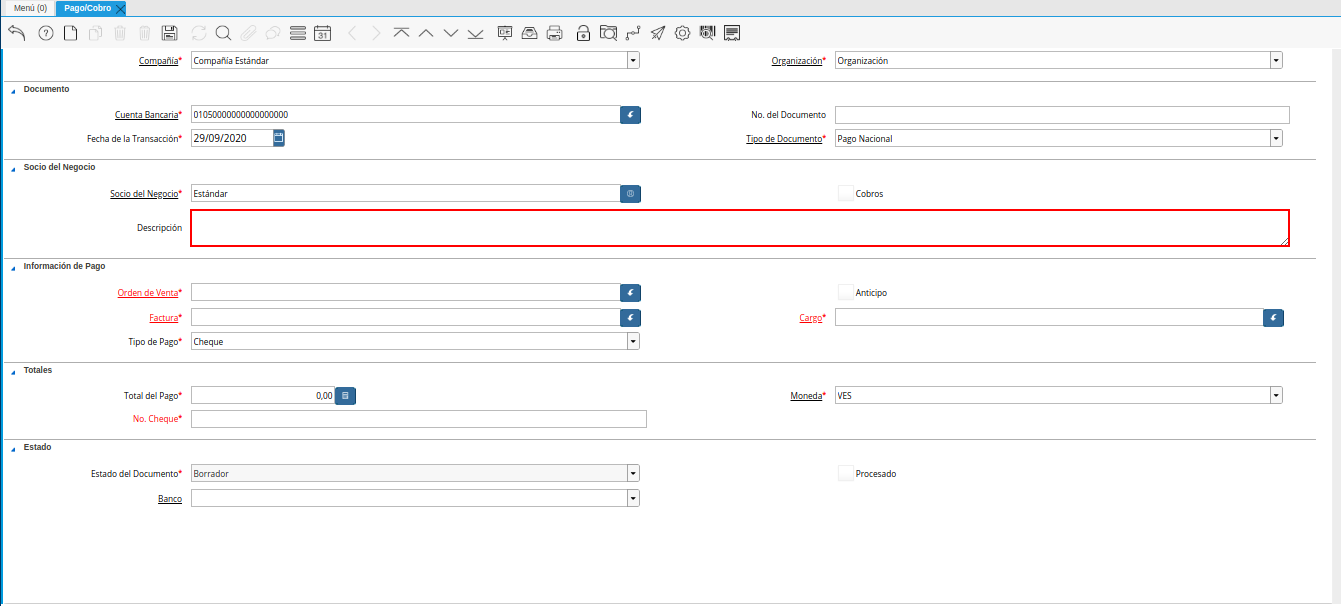 Menú (0) Pago/Cobro
31
Compañía* Compañía Estándar Organización* Organización
Documento
Cuenta Bancaria* 01050000000000000000 No. del Documento
Fecha de la Transacción* 29/09/2020 Tipo de Documento* Pago Nacional
Socio del Negocio
Socio del Negocio* Estándar Cobros
Descripción
Información de Pago
Orden de Venta* Anticipo
Factura* Cargo*
Tipo de Pago* Cheque
Totales
Total del Pago* 0,00 Moneda* VES
No. Cheque*
Estado
Estado del Documento* Borrador Procesado
Banco